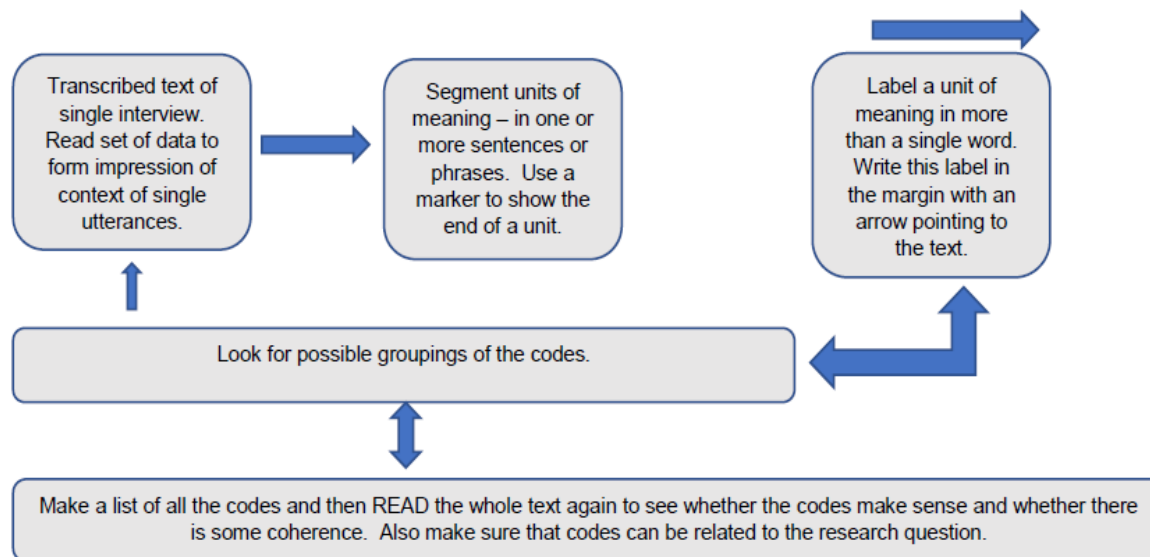 Transcribed text of
single interview.
Read set of data to
form impression of
context of single
utterances.
Segment units of
meaning – in one or
more sentences or
phrases.  Use a
marker to show the
end of a unit.
Label a unit of
meaning in more
than a single word.
Write this label in
the margin with an
arrow pointing to
the text.
Look for possible groupings of the codes.
Make a list of all the codes and then READ the whole text again to see whether the codes make sense and whether there
is some coherence.  Also make sure that codes can be related to the research question.